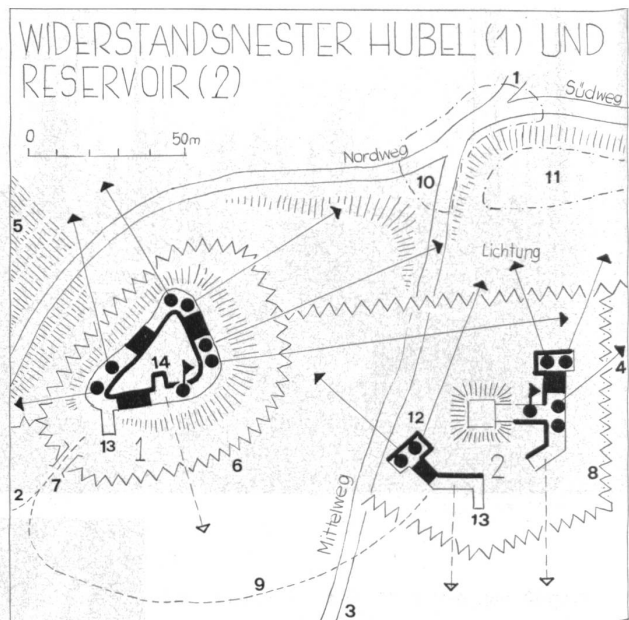 WIDERSTANDSNESTER HUBEL (1) UND
RESERVOIR (2)
0 50m
1
Südweg
Nordweg
10
11
5
Lichtung
14
4
12
13
1
2
6
8
2
7
13
Mittelweg
9
3